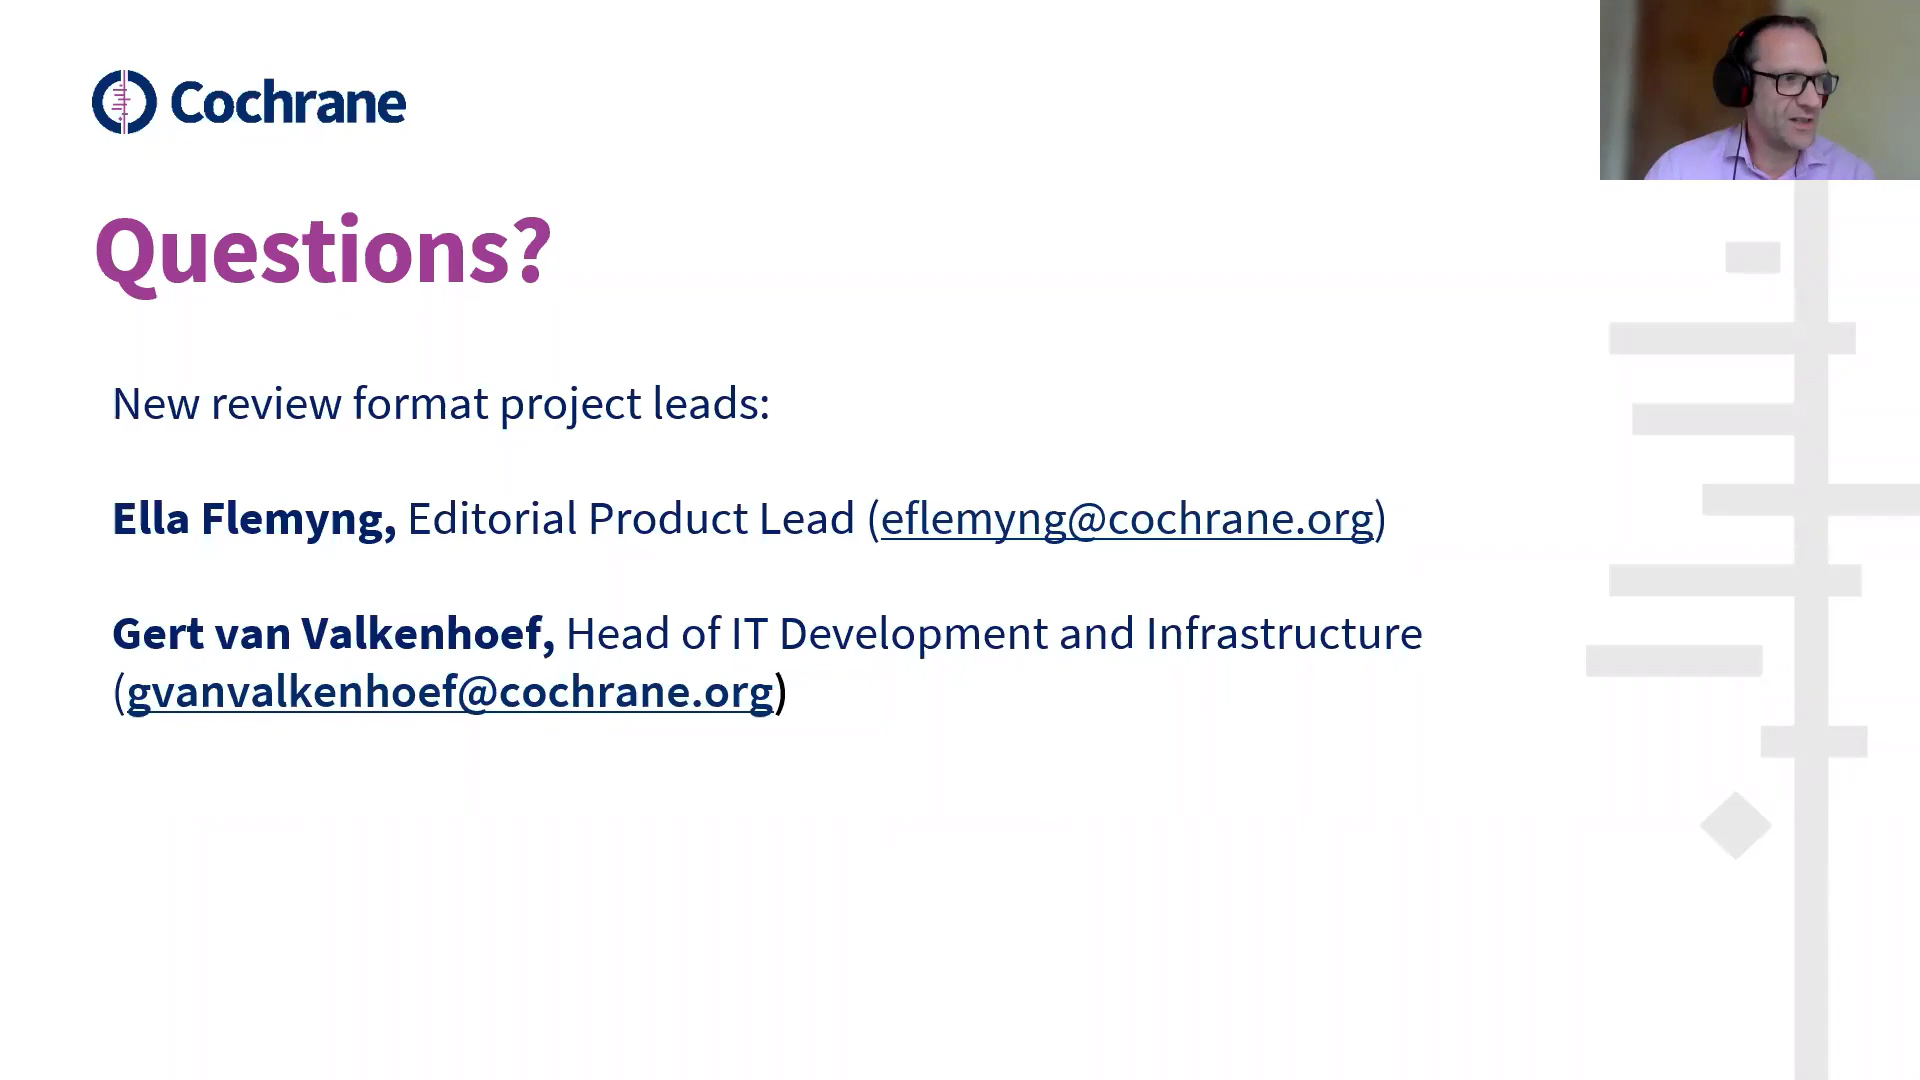 Cochrane
Questions?
New review format project leads:
Ella Flemyng, Editorial Product Lead (eflemyng@cochrane.org)
Gert van Valkenhoef, Head of IT Development and Infrastructure
(gvanvalkenhoef@cochrane.org)